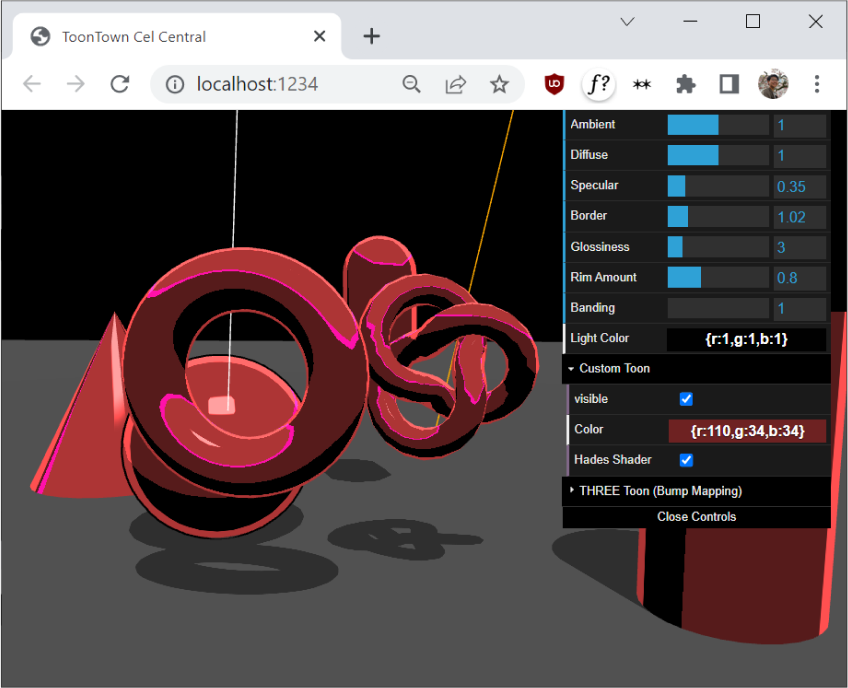 ToonTown Cel Central
localhost:1234
f?
Ambient 1
Diffuse 1
Specular 0.35
Border 1.02
Glossiness 3
Rim Amount 0.8
Banding 1
Light Color {r:1,g:1,b:1}
Custom Toon
visible
Color {r:110,g:34,b:34}
Hades Shader
THREE Toon (Bump Mapping)
Close Controls